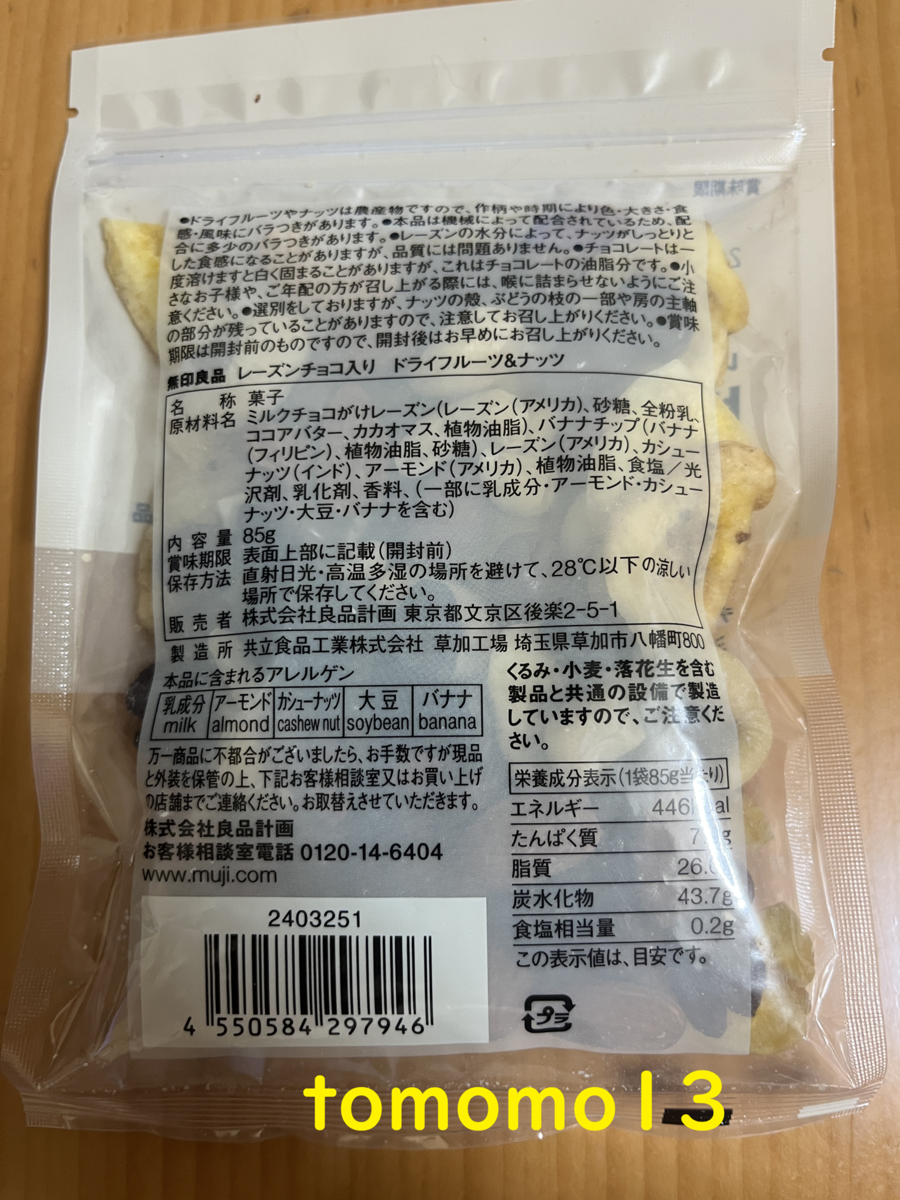 ●ドライフルーツやナッツは農産物ですので、作柄や時期により色・大きさ・食
感・風味にバラつきがあります。●本品は機械によって配合されているため、配
合に多少のバラつきがあります。●レーズンの水分によって、ナッツがしっとりと
した食感になることがありますが、品質には問題ありません。●チョコレートは一
度溶けますと白く固まることがありますが、これはチョコレートの油脂分です。●小
さなお子様や、ご年配の方が召し上がる際には、喉に詰まらせないようにご注
意ください。●選別をしておりますが、ナッツの殻、ぶどうの枝の一部や房の主軸
の部分が残っていることがありますので、注意してお召し上がりください。●賞味
期限は開封前のものですので、開封後はお早めにお召し上がりください。
無印良品 レーズンチョコ入り ドライフルーツ&ナッツ
名称 菓子
原材料名 ミルクチョコがけレーズン(レーズン(アメリカ)、砂糖、全粉乳、
ココアバター、カカオマス、植物油脂)、バナナチップ(バナナ
(フィリピン)、植物油脂、砂糖)、レーズン(アメリカ)、カシュー
ナッツ(インド)、アーモンド(アメリカ)、植物油脂、食塩/光
沢剤、乳化剤、香料、(一部に乳成分・アーモンド・カシュー
ナッツ・大豆・バナナを含む)
内容量 85g
賞味期限 表面上部に記載(開封前)
保存方法 直射日光・高温多湿の場所を避けて、28℃以下の涼しい
場所で保存してください。
販売者 株式会社良品計画 東京都文京区後楽2-5-1
製造所 共立食品工業株式会社 草加工場 埼玉県草加市八幡町800
本品に含まれるアレルゲン
乳成分 アーモンド カシューナッツ 大豆 バナナ
milk almond cashew nut soybean banana
くるみ・小麦・落花生を含む
製品と共通の設備で製造
していますので、ご注意くだ
さい。
万一商品に不都合がございましたら、お手数ですが現品
と外装を保管の上、下記お客様相談室又はお買い上げ
の店舗までご連絡ください。お取替えさせていただきます。
株式会社良品計画
お客様相談室電話 0120-14-6404
www.muji.com
栄養成分表示(1袋85g当たり)
エネルギー 446kcal
たんぱく質
脂質
炭水化物 43.7g
食塩相当量 0.2g
この表示値は、目安です。
2403251
4 550584 297946
プラ
賞味期限
tomomo13